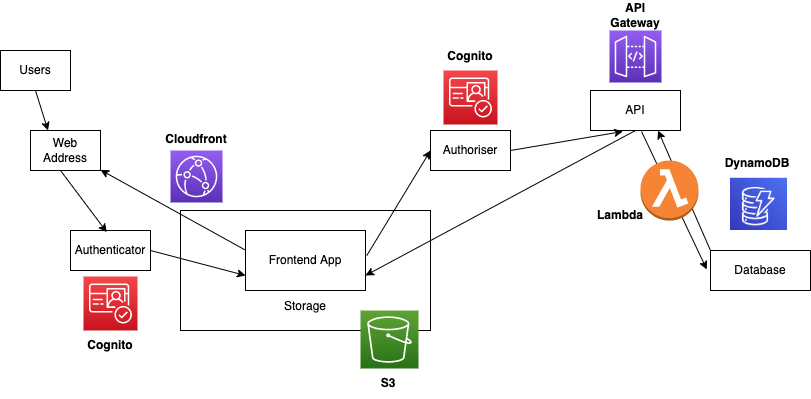 API
Gateway
Cognito
Users
API
Web
Address
Cloudfront
Authoriser
DynamoDB
Lambda
Authenticator
Frontend App
Database
Storage
Cognito
S3